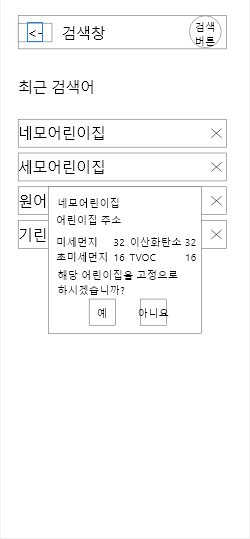 <- 검색창 검색
버튼
최근 검색어
네모어린이집
세모어린이집
원어
기린
네모어린이집
어린이집 주소
미세먼지 32 이산화탄소 32
초미세먼지 16 TVOC 16
해당 어린이집을 고정으로
하시겠습니까?
예 아니요